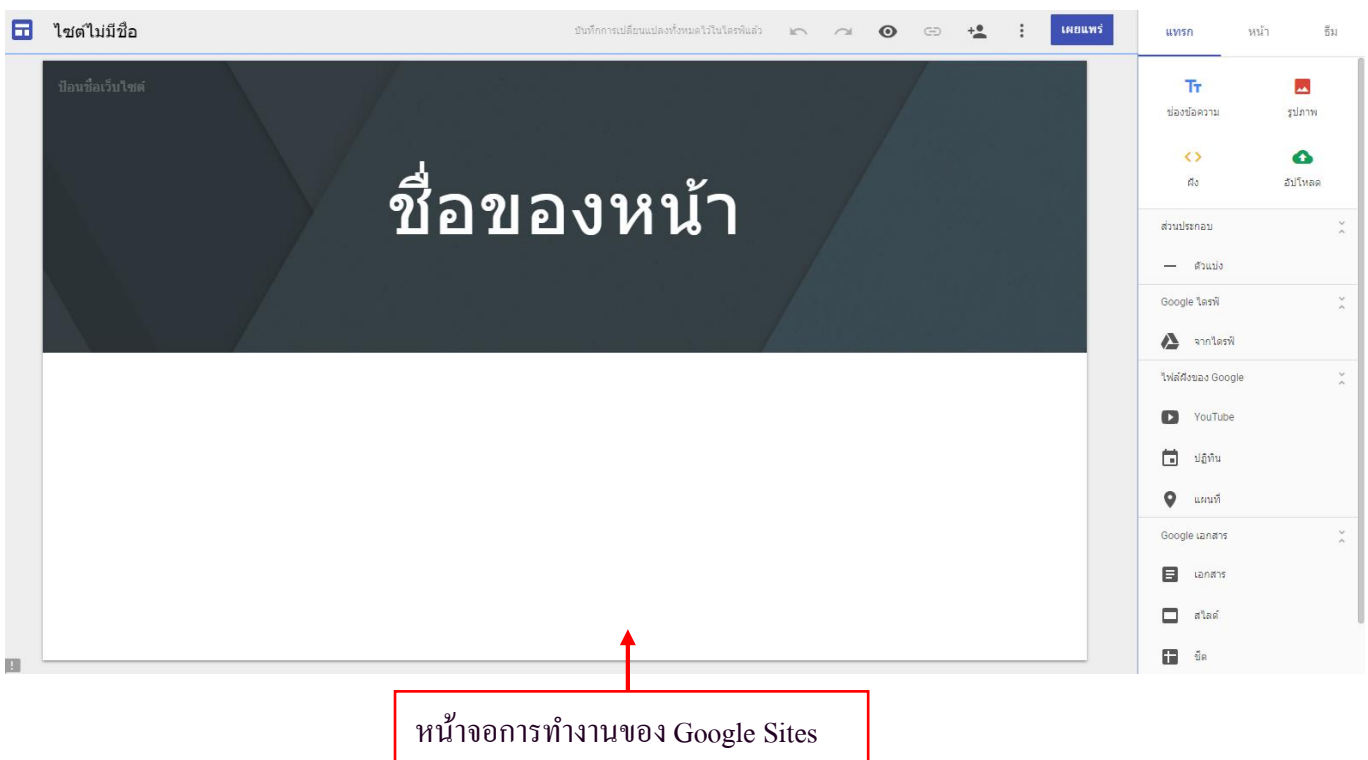 ไซต์ไม่มีชื่อ
บันทึกการเปลี่ยนแปลงทั้งหมดไว้ในไดรฟ์แล้ว
เผยแพร่
แทรก หน้า ธีม
ป้อนชื่อเว็บไซต์
ชื่อของหน้า
Tт
ช่องข้อความ รูปภาพ
ฝัง อัปโหลด
ส่วนประกอบ
ตัวแบ่ง
Google ไดรฟ์
จากไดรฟ์
ไฟล์ฝังของ Google
YouTube
ปฏิทิน
แผนที่
Google เอกสาร
เอกสาร
สไลด์
ชีต
หน้าจอการทำงานของ Google Sites